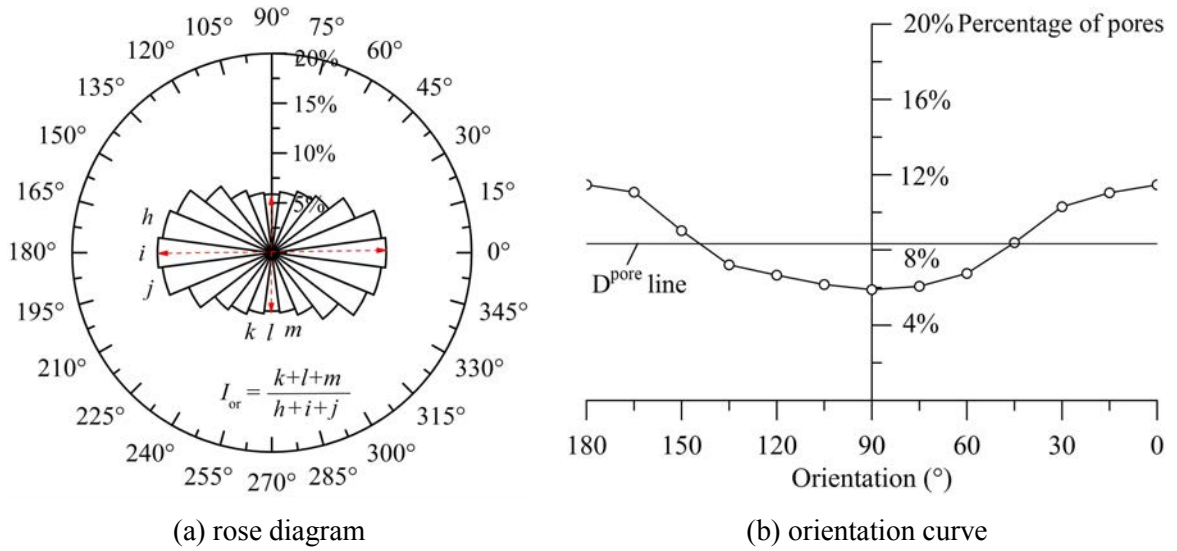 90°
105°
75°
120°
60°
135°
45°
150°
30°
165°
15°
180°
0°
195°
345°
210°
330°
225°
315°
240°
300°
255°
285°
270°
20%
15%
10%
5%
h
i
j
k l m
I_or = k+l+m / h+i+j
(a) rose diagram
20% Percentage of pores
16%
12%
8%
4%
D^pore line
180 150 120 90 60 30 0
Orientation (°)
(b) orientation curve